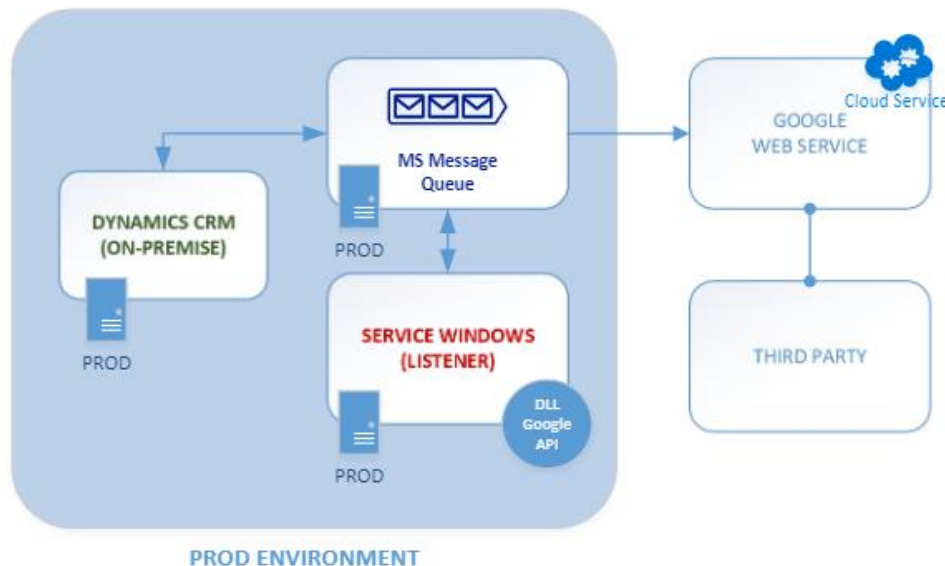 Cloud Service
MS Message
Queue
GOOGLE
WEB SERVICE
DYNAMICS CRM
(ON-PREMISE)
PROD
PROD
SERVICE WINDOWS
(LISTENER)
THIRD PARTY
DLL
Google
API
PROD
PROD ENVIRONMENT